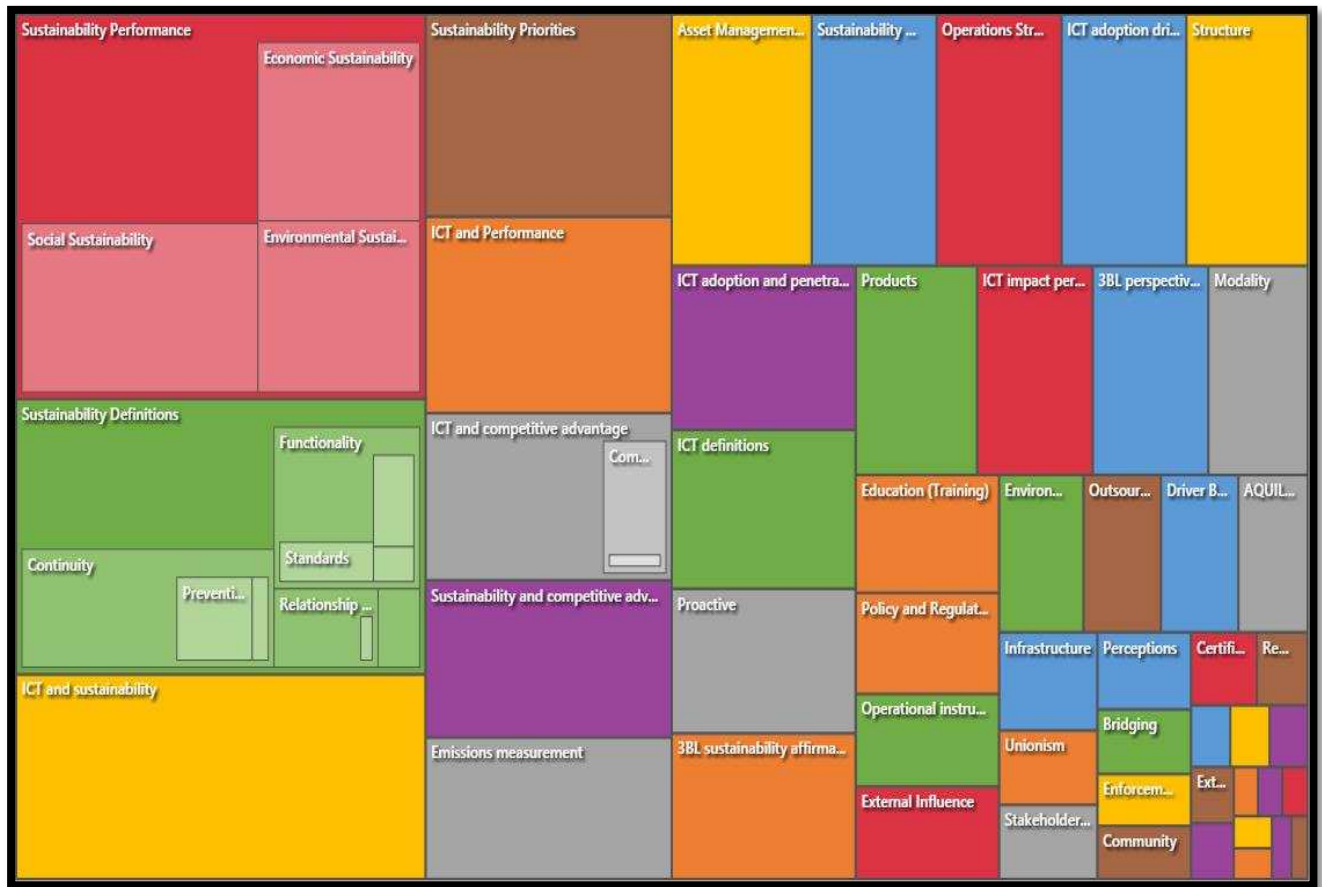 Sustainability Performance
Economic Sustainability
Social Sustainability
Environmental Sustai...
Sustainability Definitions
Functionality
Standards
Continuity
Preventi...
Relationship ...
ICT and sustainability
Sustainability Priorities
ICT and Performance
ICT and competitive advantage
Com...
Sustainability and competitive adv...
Emissions measurement
Asset Managemen...
Sustainability ...
Operations Str...
ICT adoption dri...
Structure
ICT adoption and penetra...
ICT definitions
Proactive
3BL sustainability affirma...
Products
ICT impact per...
3BL perspectiv...
Modality
Education (Training)
Policy and Regulat...
Operational instru...
External Influence
Environ...
Outsour...
Driver B...
AQUIL...
Infrastructure
Unionism
Stakeholder...
Perceptions
Bridging
Enforcem...
Community
Certifi...
Re...
Ext...